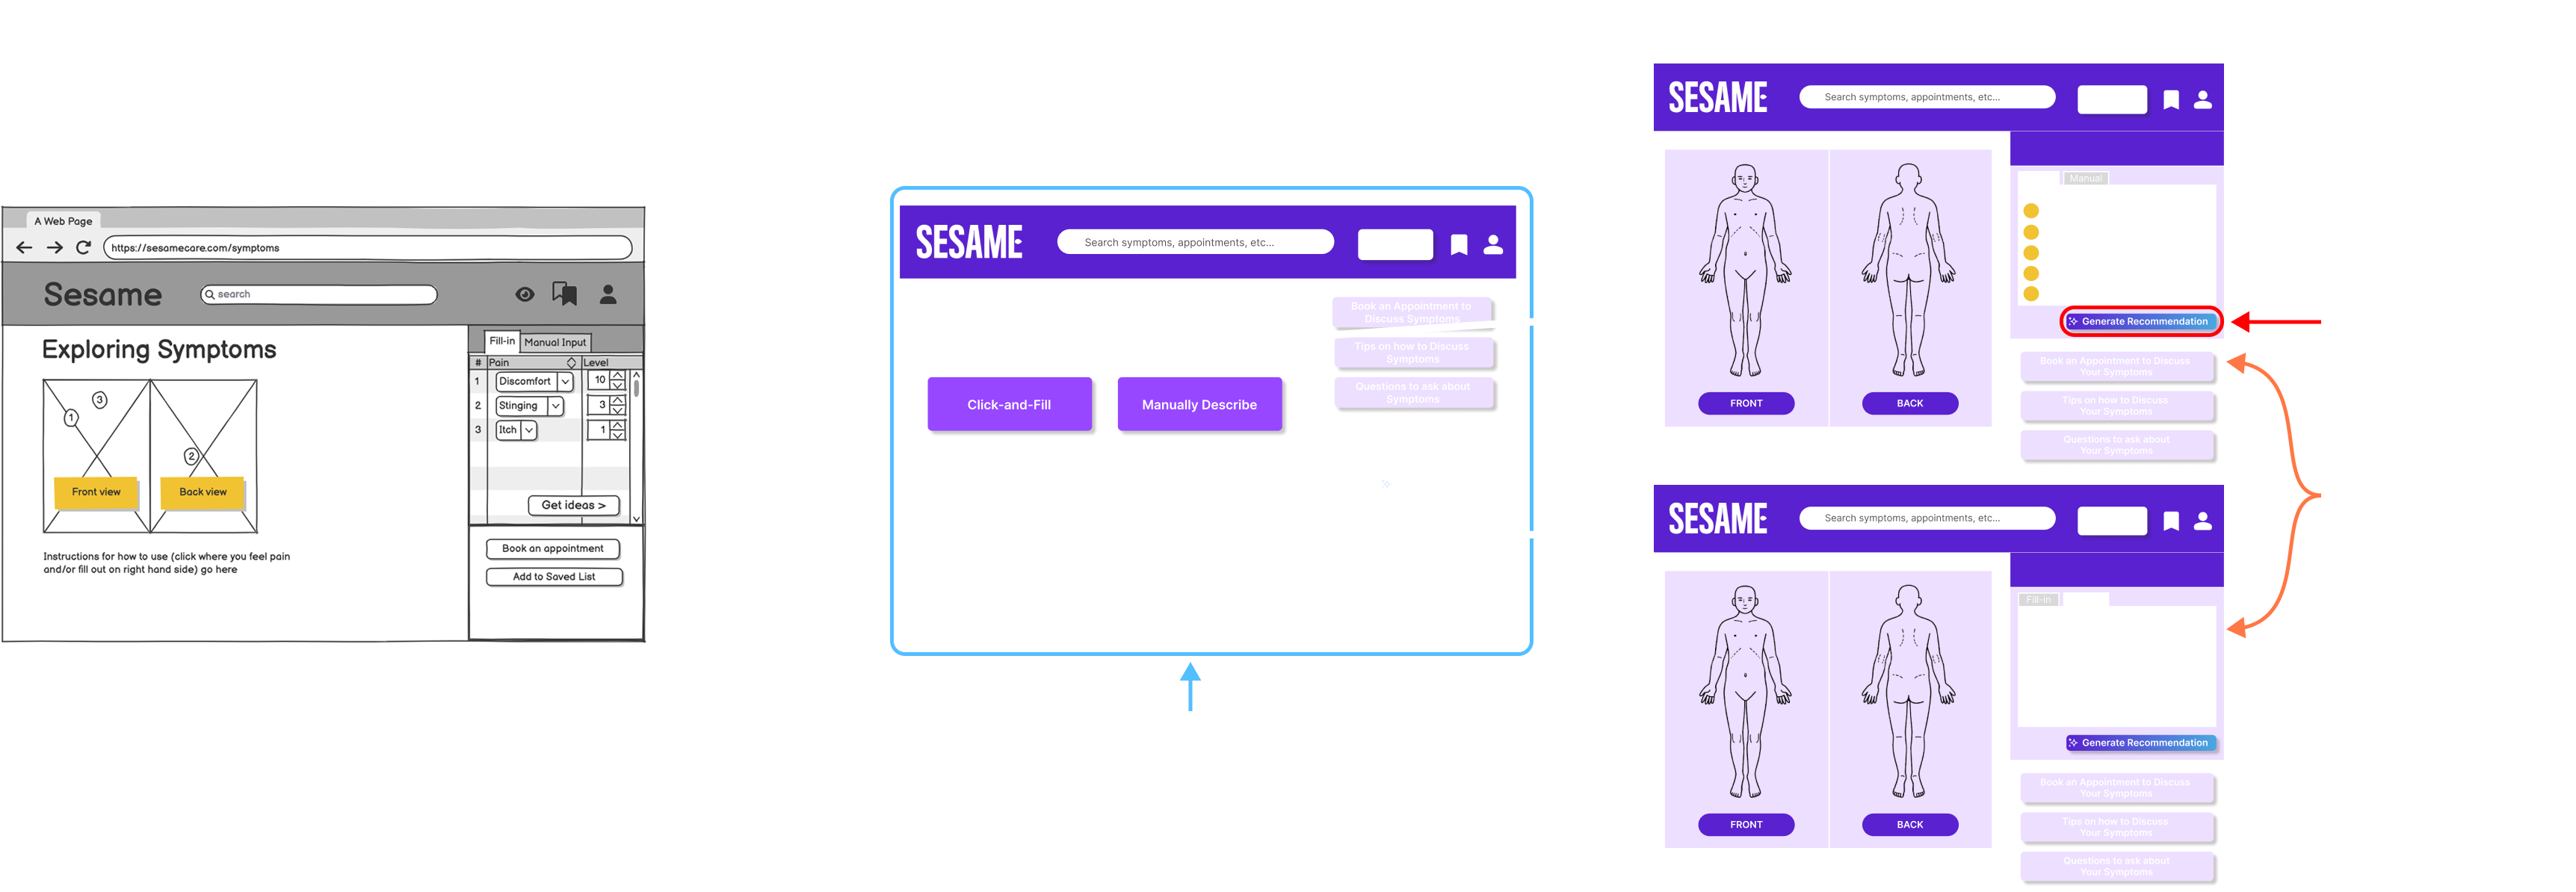 A Web Page
https://sesamecare.com/symptoms
Sesame
search
Exploring Symptoms
Fill-in
Manual Input
# Pain Level
1 Discomfort 10
2 Stinging 3
3 Itch 1
3
1
2
Front view
Back view
Get ideas >
Instructions for how to use (click where you feel pain
and/or fill out on right hand side) go here
Book an appointment
Add to Saved List
SESAME
Search symptoms, appointments, etc...
Book an Appointment to
Discuss Symptoms
Tips on how to Discuss
Symptoms
Questions to ask about
Symptoms
Click-and-Fill
Manually Describe
SESAME
Search symptoms, appointments, etc...
Manual
Generate Recommendation
Book an Appointment to Discuss
Your Symptoms
Tips on how to Discuss
Your Symptoms
Questions to ask about
Your Symptoms
FRONT
BACK
SESAME
Search symptoms, appointments, etc...
Fill-in
Generate Recommendation
Book an Appointment to Discuss
Your Symptoms
Tips on how to Discuss
Your Symptoms
Questions to ask about
Your Symptoms
FRONT
BACK